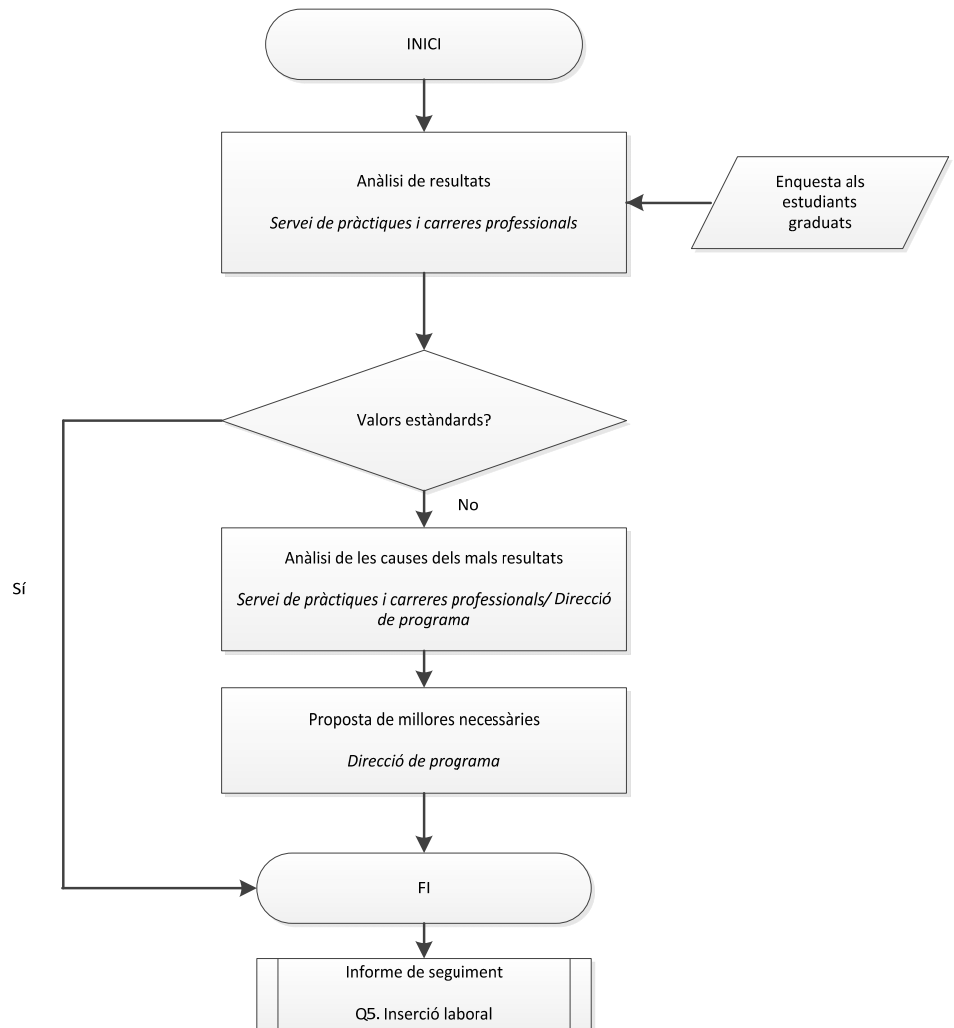 INICI
Anàlisi de resultats
Servei de pràctiques i carreres professionals
Enquesta als
estudiants
graduats
Valors estàndards?
No
Anàlisi de les causes dels mals resultats
Servei de pràctiques i carreres professionals/ Direcció
de programa
Sí
Proposta de millores necessàries
Direcció de programa
FI
Informe de seguiment
Q5. Inserció laboral